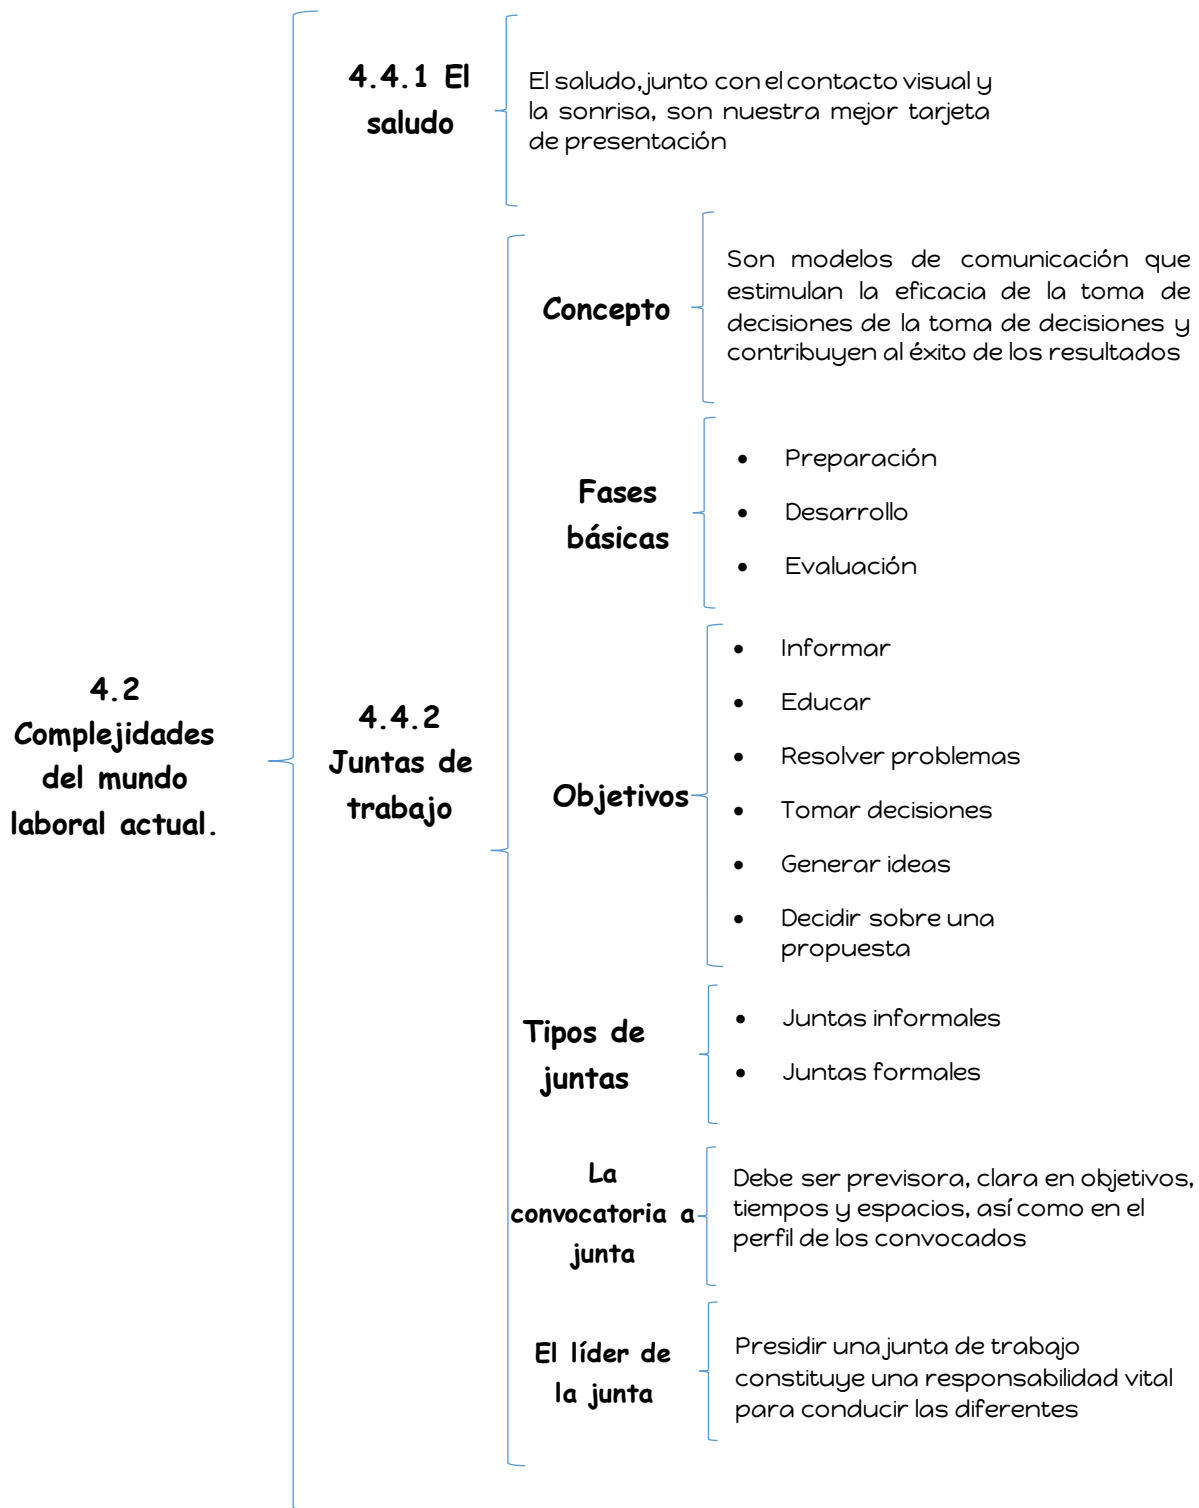 4.2
Complejidades
del mundo
laboral actual.
4.4.1 El
saludo
El saludo, junto con el contacto visual y
la sonrisa, son nuestra mejor tarjeta
de presentación
4.4.2
Juntas de
trabajo
Concepto
Son modelos de comunicación que
estimulan la eficacia de la toma de
decisiones de la toma de decisiones y
contribuyen al éxito de los resultados
Fases
básicas
• Preparación
• Desarrollo
• Evaluación
Objetivos
• Informar
• Educar
• Resolver problemas
• Tomar decisiones
• Generar ideas
• Decidir sobre una
propuesta
Tipos de
juntas
• Juntas informales
• Juntas formales
La
convocatoria a
junta
Debe ser previsora, clara en objetivos,
tiempos y espacios, así como en el
perfil de los convocados
El líder de
la junta
Presidir una junta de trabajo
constituye una responsabilidad vital
para conducir las diferentes